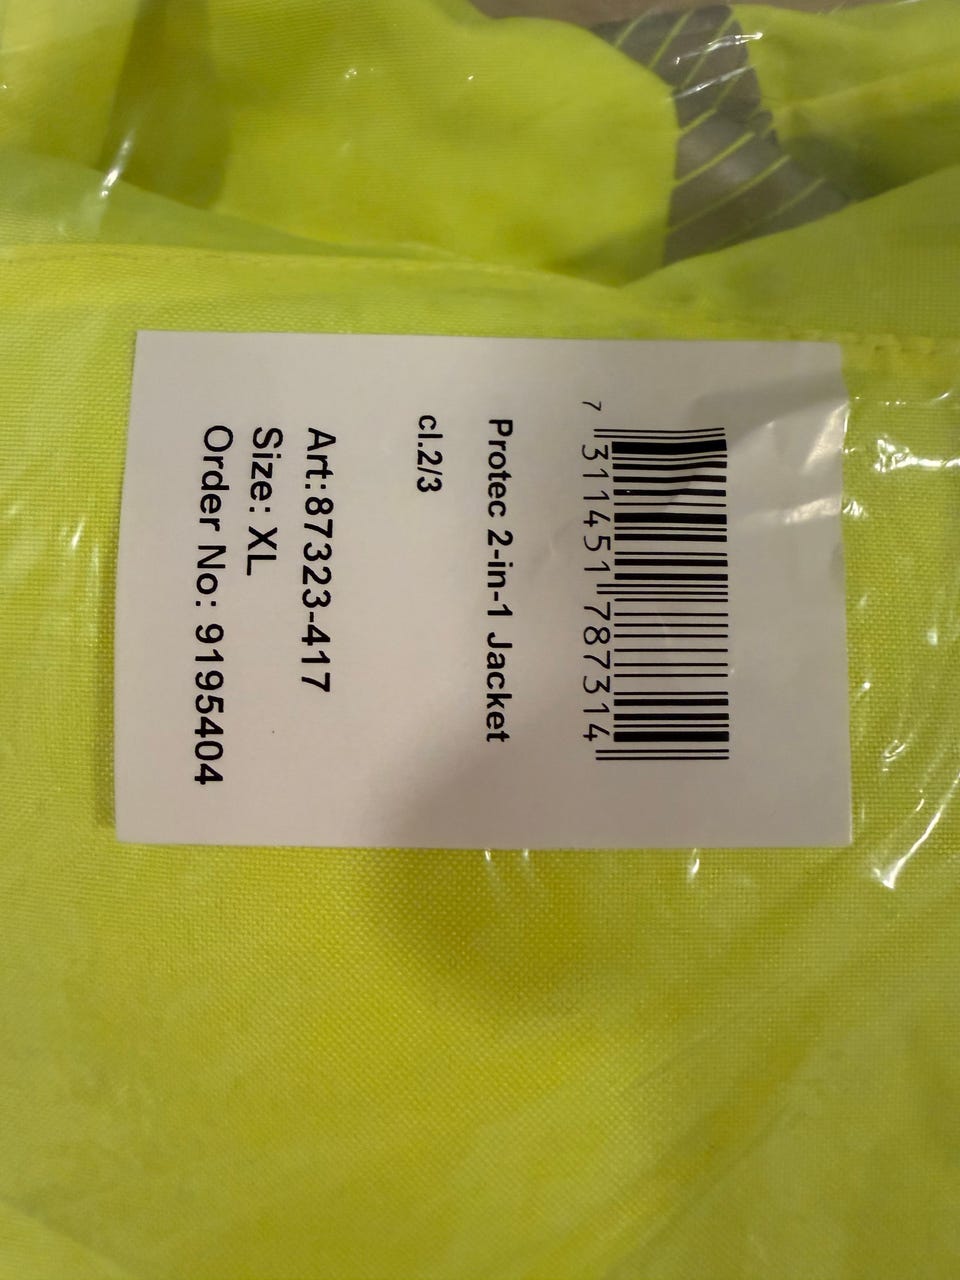 7 311451 787314
Protec 2-in-1 Jacket
cl.2/3
Art:87323-417
Size: XL
Order No: 9195404